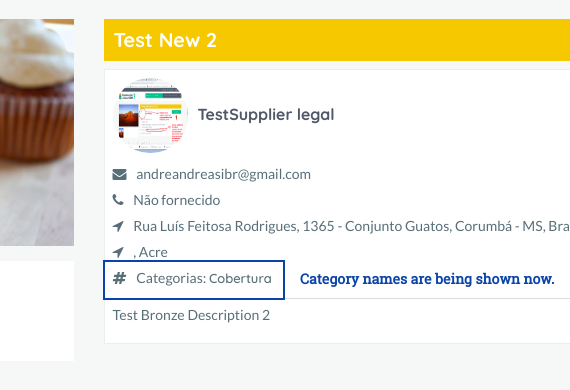 Test New 2
TestSupplier legal
andreandreasibr@gmail.com
Não fornecido
Rua Luís Feitosa Rodrigues, 1365 - Conjunto Guatos, Corumbá - MS, Bra
, Acre
# Categorias: Cobertura
Category names are being shown now.
Test Bronze Description 2